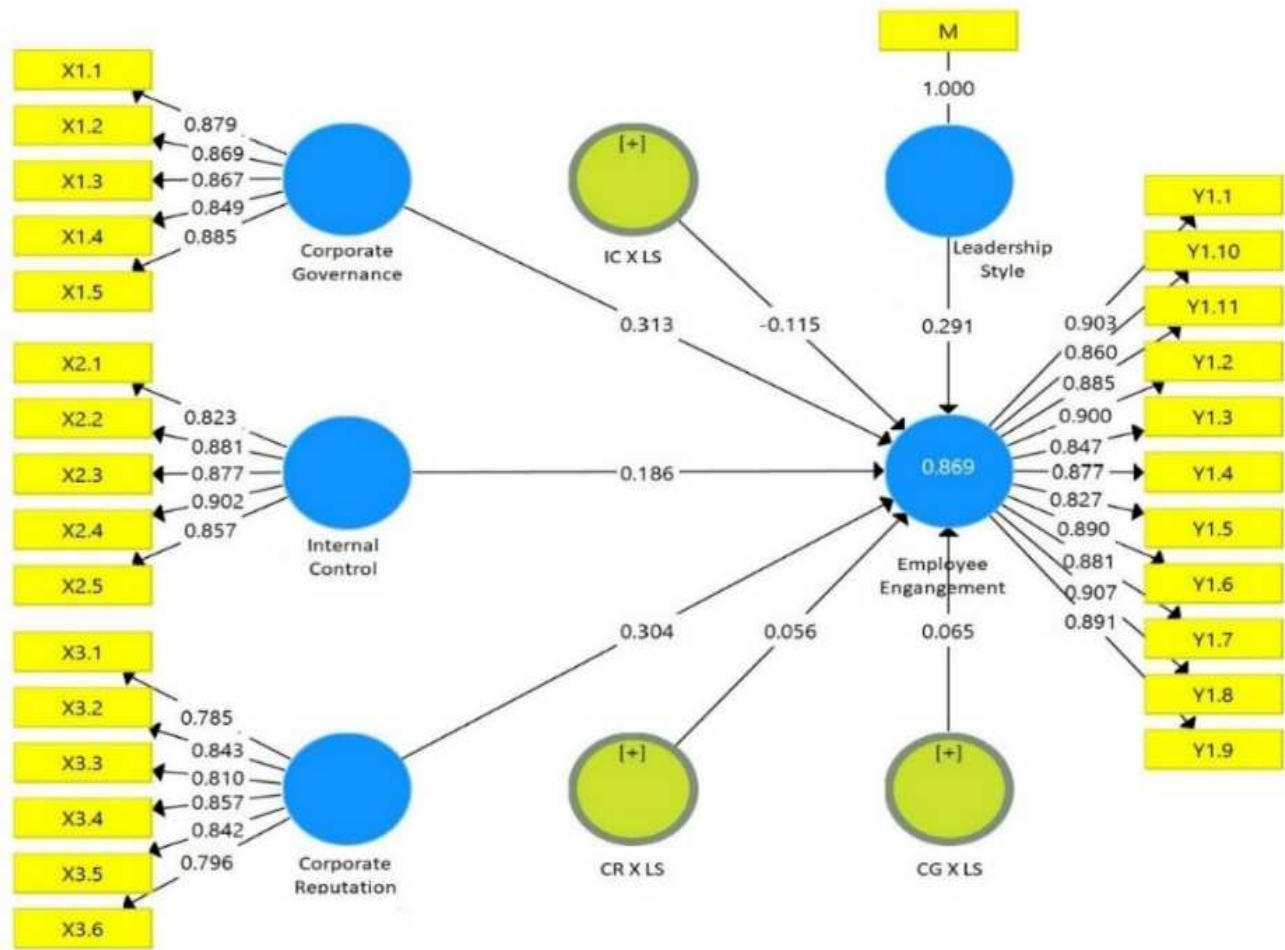 M
1.000
X1.1
X1.2
X1.3
X1.4
X1.5
0.879
0.869
0.867
0.849
0.885
Corporate
Governance
[+]
IC X LS
Leadership
Style
0.313
-0.115
0.291
X2.1
X2.2
X2.3
X2.4
X2.5
0.823
0.881
0.877
0.902
0.857
Internal
Control
0.186
0.869
Employee
Engangement
X3.1
X3.2
X3.3
X3.4
X3.5
X3.6
0.785
0.843
0.810
0.857
0.842
0.796
Corporate
Reputation
0.304
0.056
0.065
[+]
CR X LS
[+]
CG X LS
0.903
0.860
0.885
0.900
0.847
0.877
0.827
0.890
0.881
0.907
0.891
Y1.1
Y1.10
Y1.11
Y1.2
Y1.3
Y1.4
Y1.5
Y1.6
Y1.7
Y1.8
Y1.9